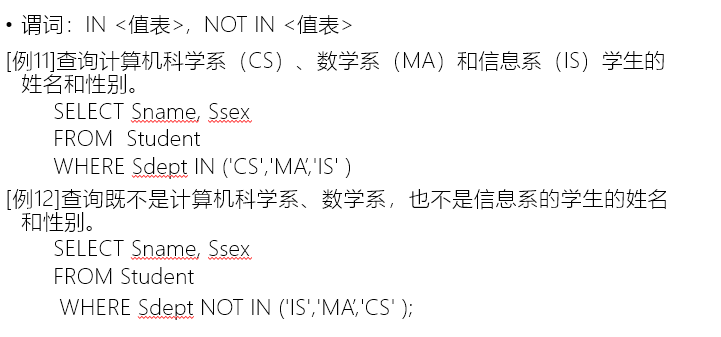 • 谓词：IN <值表>，NOT IN <值表>
[例11]查询计算机科学系（CS）、数学系（MA）和信息系（IS）学生的
姓名和性别。
SELECT Sname, Ssex
FROM  Student
WHERE Sdept IN ('CS','MA’,'IS' )
[例12]查询既不是计算机科学系、数学系，也不是信息系的学生的姓名
和性别。
SELECT Sname, Ssex
FROM Student
WHERE Sdept NOT IN ('IS','MA’,'CS' );